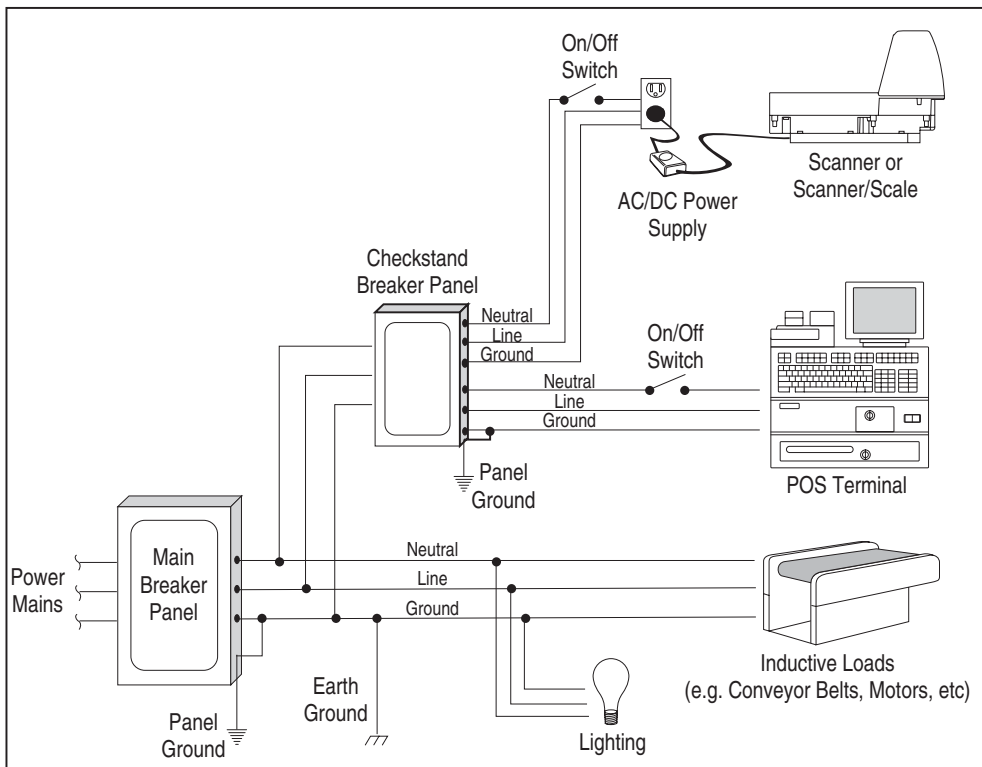 On/Off
Switch
Scanner or
Scanner/Scale
AC/DC Power
Supply
Checkstand
Breaker Panel
Neutral
Line
Ground
On/Off
Switch
Neutral
Line
Ground
Panel
Ground
POS Terminal
Power
Mains
Main
Breaker
Panel
Neutral
Line
Ground
Inductive Loads
(e.g. Conveyor Belts, Motors, etc)
Earth
Ground
Panel
Ground
Lighting